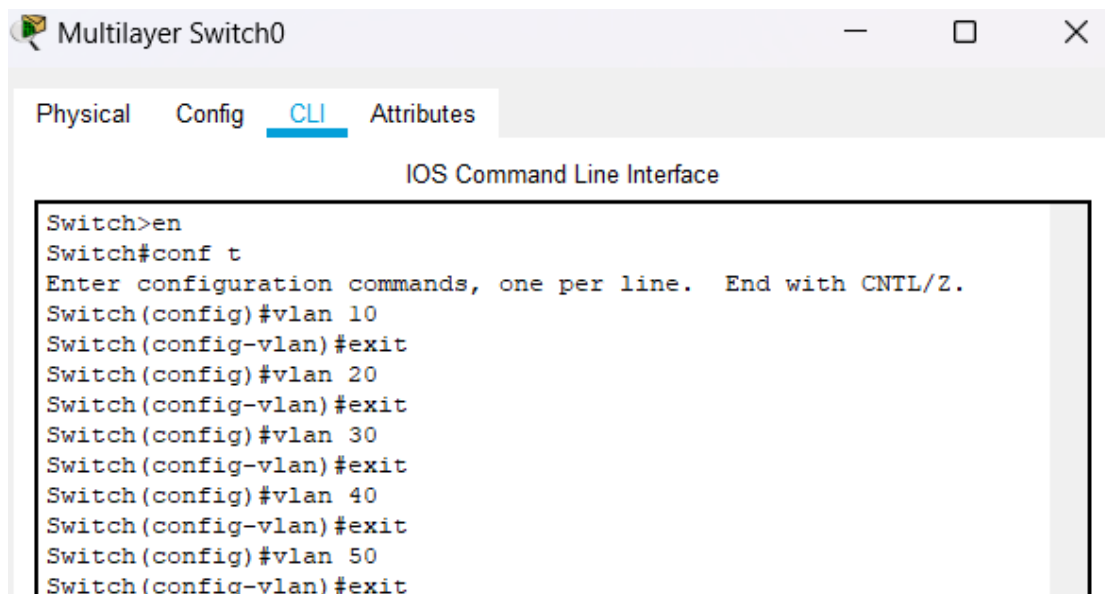 Multilayer Switch0
Physical Config CLI Attributes
IOS Command Line Interface
Switch>en
Switch#conf t
Enter configuration commands, one per line.  End with CNTL/Z.
Switch(config)#vlan 10
Switch(config-vlan)#exit
Switch(config)#vlan 20
Switch(config-vlan)#exit
Switch(config)#vlan 30
Switch(config-vlan)#exit
Switch(config)#vlan 40
Switch(config-vlan)#exit
Switch(config)#vlan 50
Switch(config-vlan)#exit